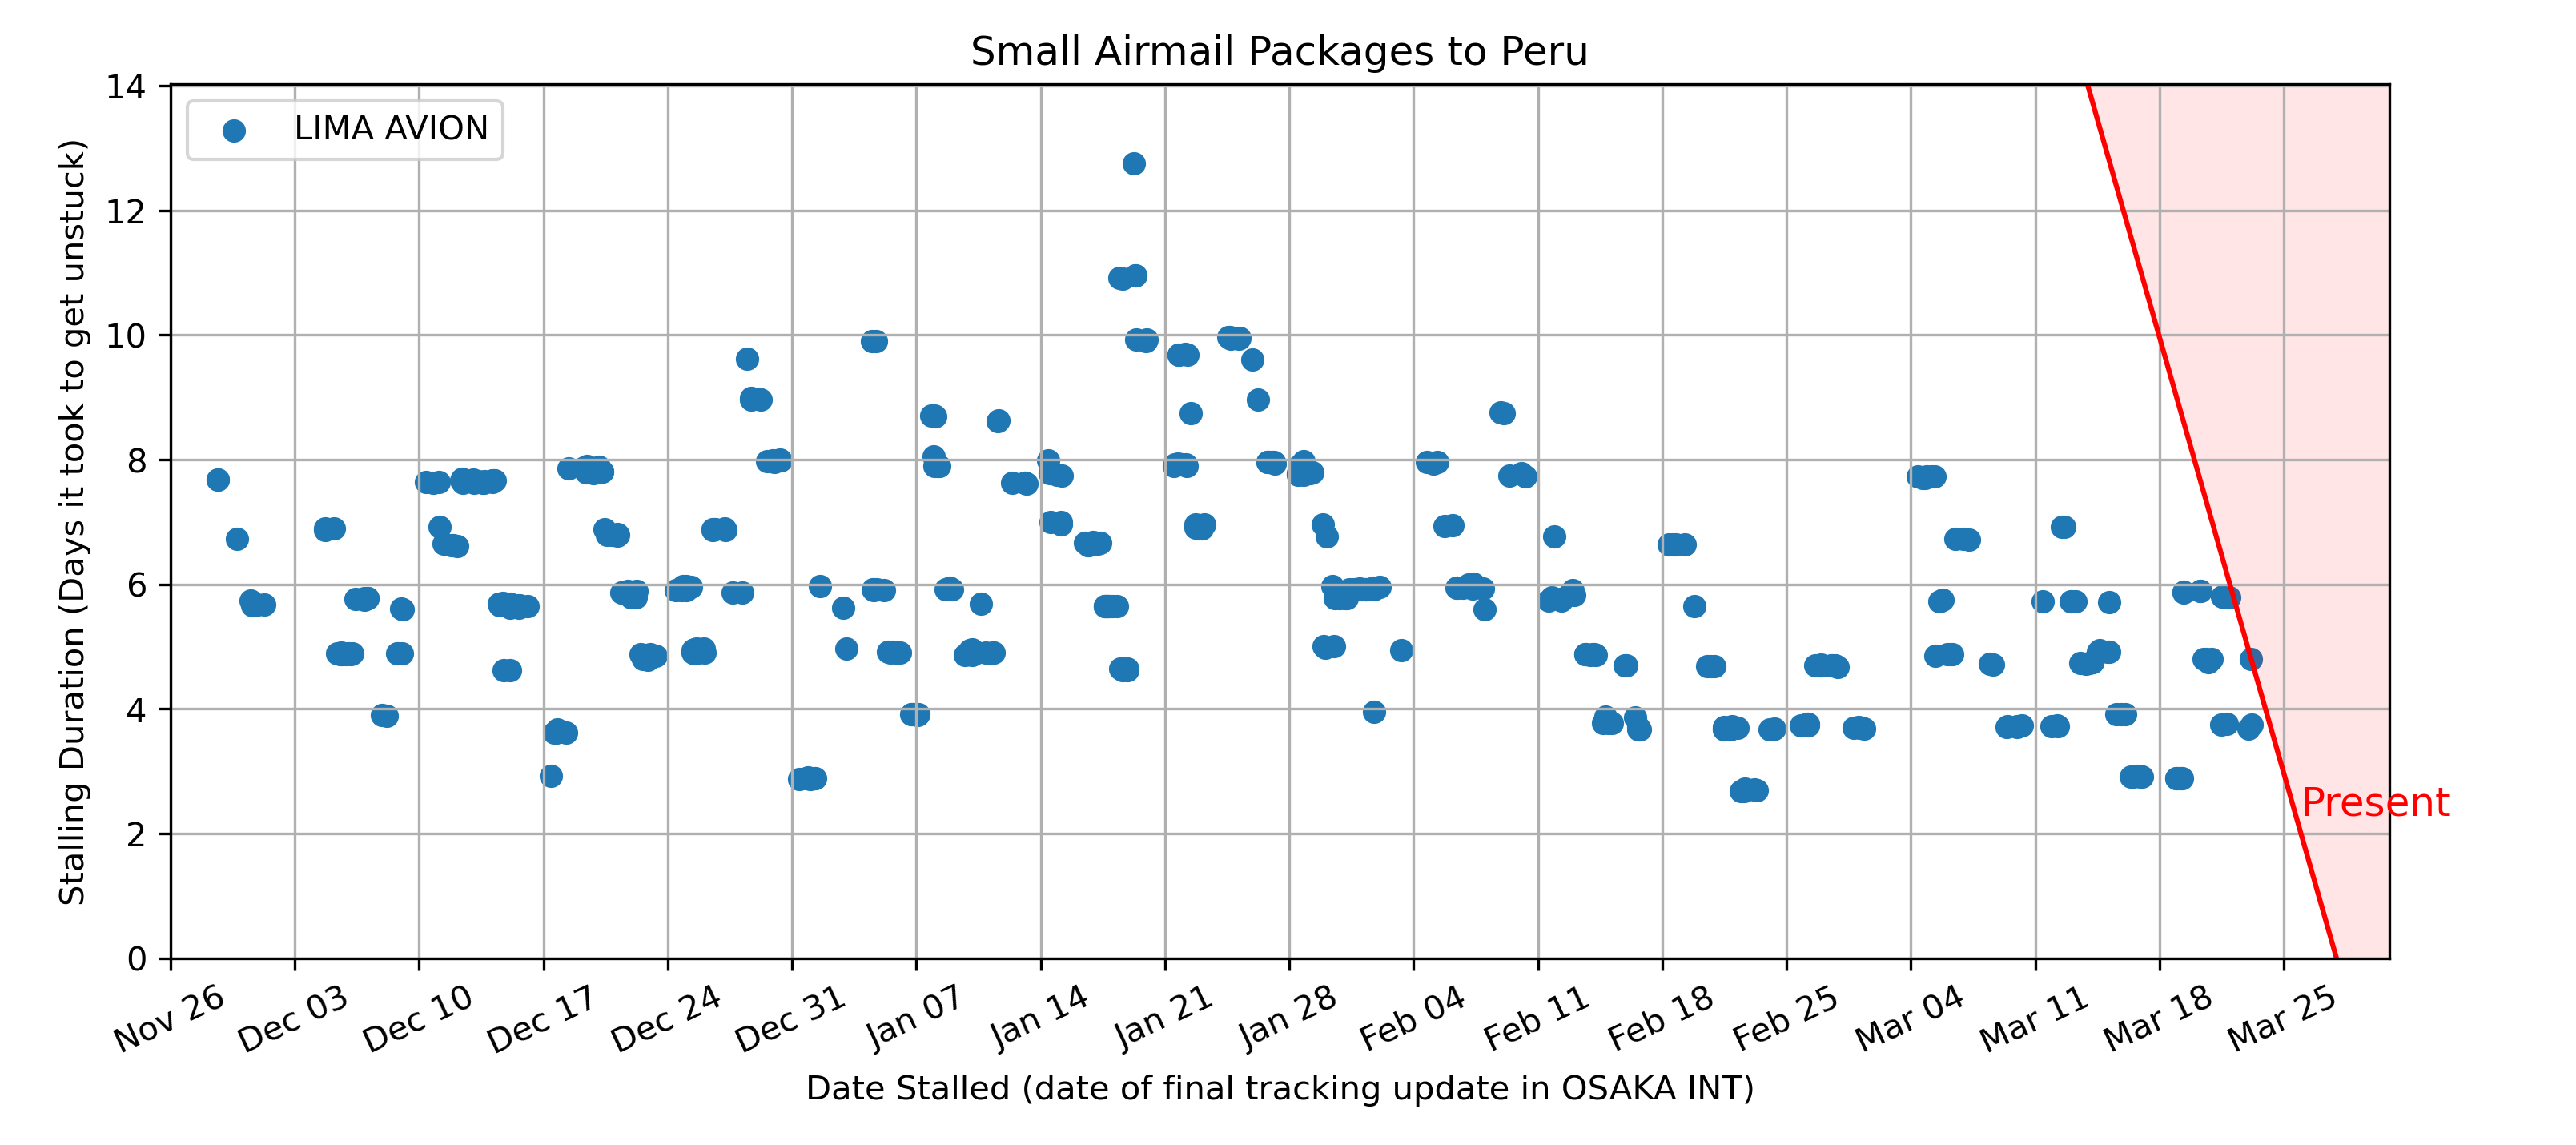 Small Airmail Packages to Peru
LIMA AVION
Stalling Duration (Days it took to get unstuck)
14
12
10
8
6
4
2
0
Present
Nov 26
Dec 03
Dec 10
Dec 17
Dec 24
Dec 31
Jan 07
Jan 14
Jan 21
Jan 28
Feb 04
Feb 11
Feb 18
Feb 25
Mar 04
Mar 11
Mar 18
Mar 25
Date Stalled (date of final tracking update in OSAKA INT)